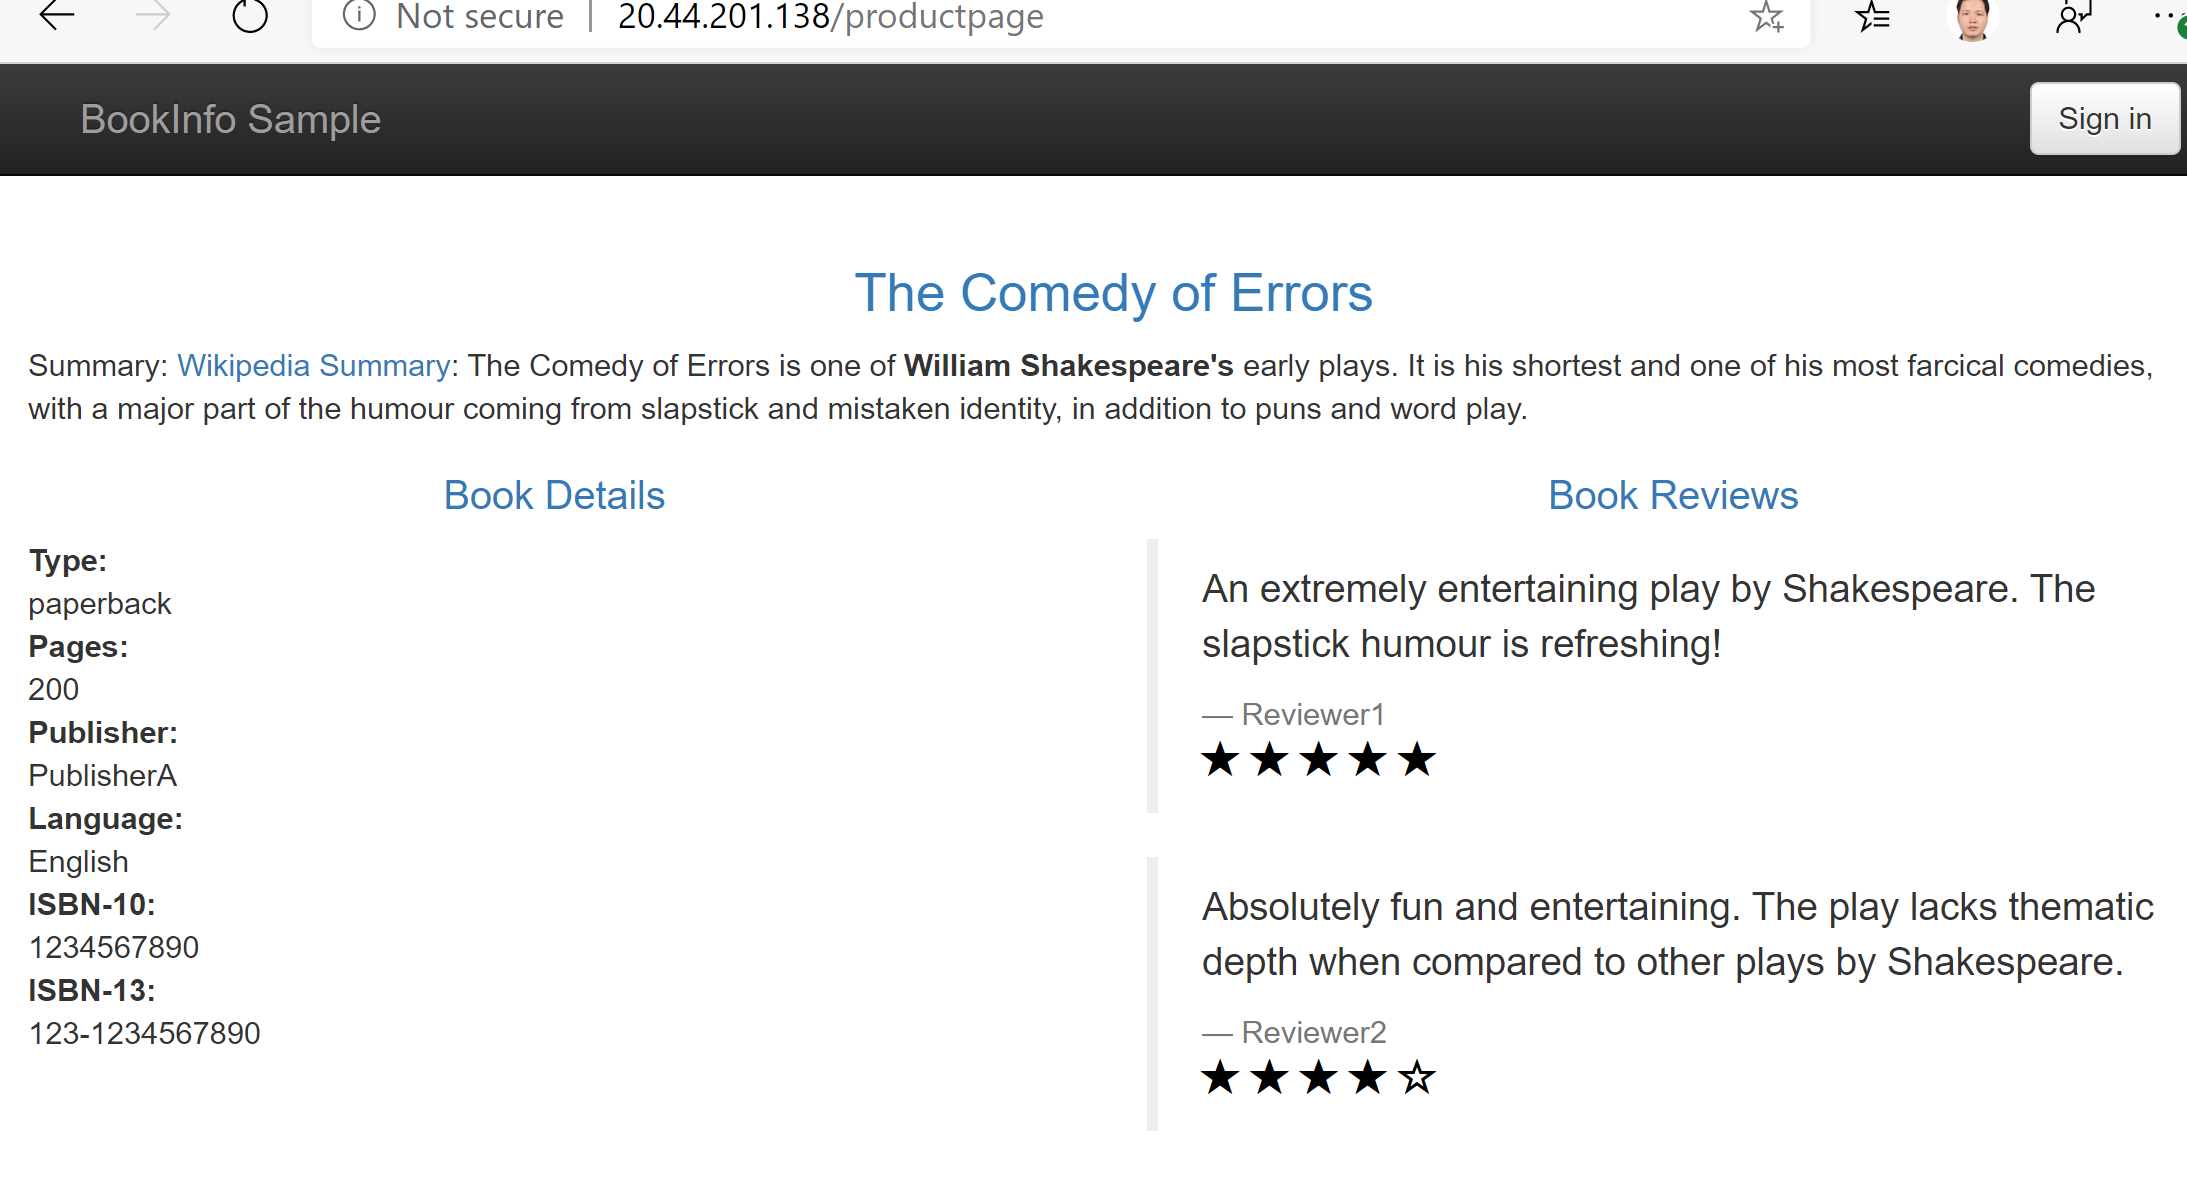 Not secure | 20.44.201.138/productpage
BookInfo Sample
Sign in
The Comedy of Errors
Summary: Wikipedia Summary: The Comedy of Errors is one of William Shakespeare's early plays. It is his shortest and one of his most farcical comedies,
with a major part of the humour coming from slapstick and mistaken identity, in addition to puns and word play.
Book Details
Type:
paperback
Pages:
200
Publisher:
PublisherA
Language:
English
ISBN-10:
1234567890
ISBN-13:
123-1234567890
Book Reviews
An extremely entertaining play by Shakespeare. The
slapstick humour is refreshing!
— Reviewer1
★★★★★
Absolutely fun and entertaining. The play lacks thematic
depth when compared to other plays by Shakespeare.
— Reviewer2
★★★★☆